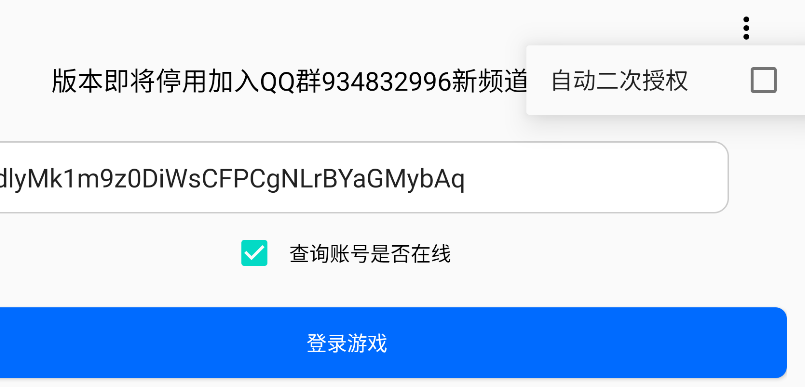 版本即将停用加入QQ群934832996新频道
自动二次授权
dlyMk1m9z0DiWsCFPCgNLrBYaGMybAq
查询账号是否在线
登录游戏